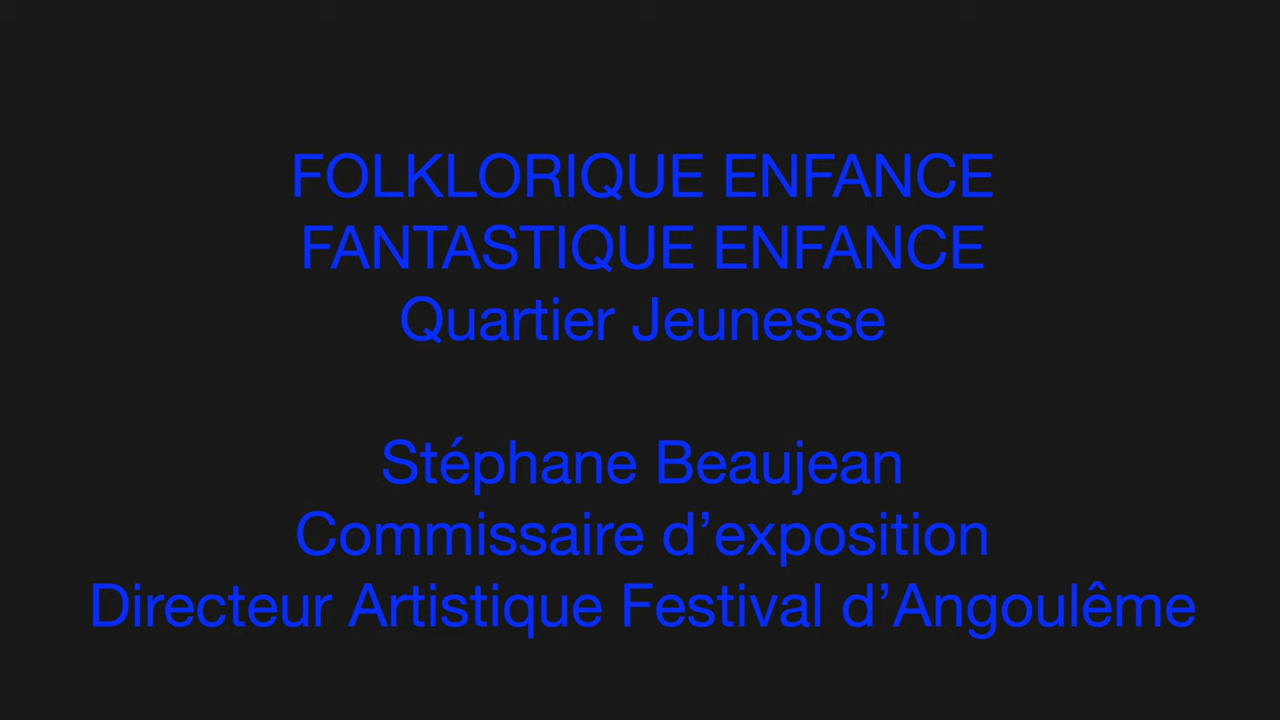 FOLKLORIQUE ENFANCE
FANTASTIQUE ENFANCE
Quartier Jeunesse
Stéphane Beaujean
Commissaire d’exposition
Directeur Artistique Festival d’Angoulême